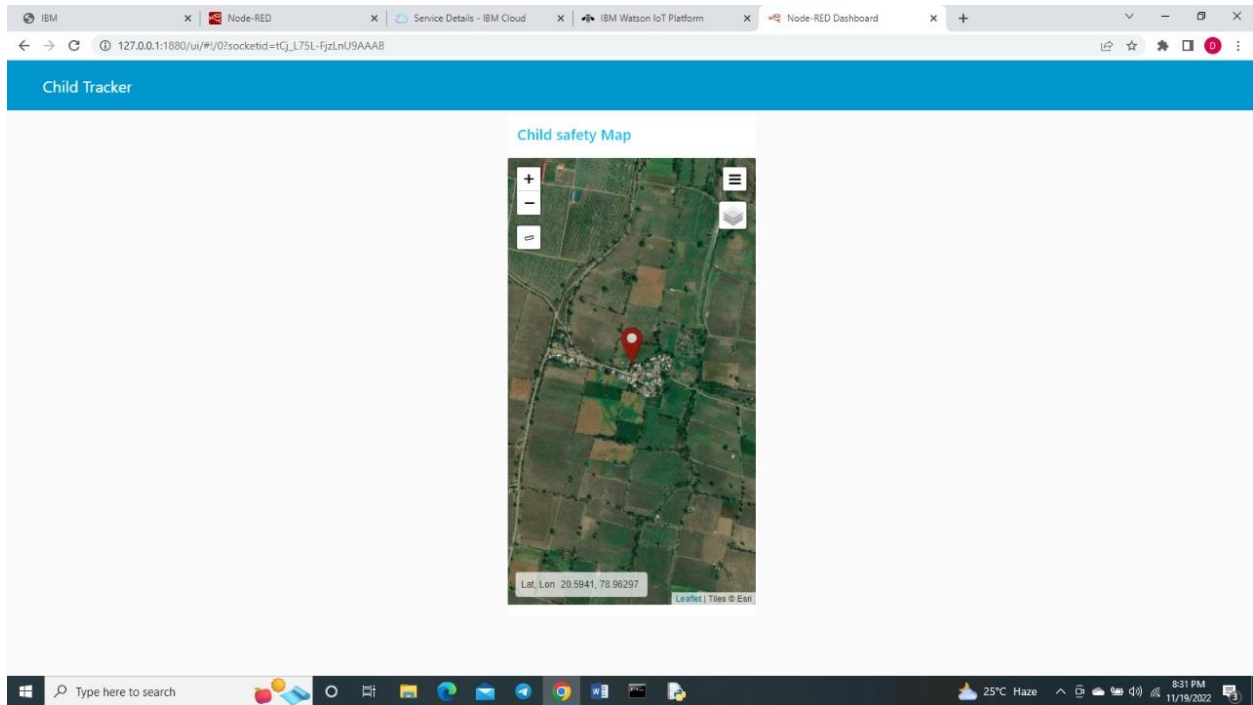 IBM
Node-RED
Service Details - IBM Cloud
IBM Watson IoT Platform
Node-RED Dashboard
127.0.0.1:1880/ui/#!/0?socketid=tCj_L75L-FjzLnU9AAAB
D
Child Tracker
Child safety Map
+
−
Lat, Lon 20.5941, 78.96297
Leaflet | Tiles © Esri
Type here to search
25°C Haze
8:31 PM
11/19/2022
3